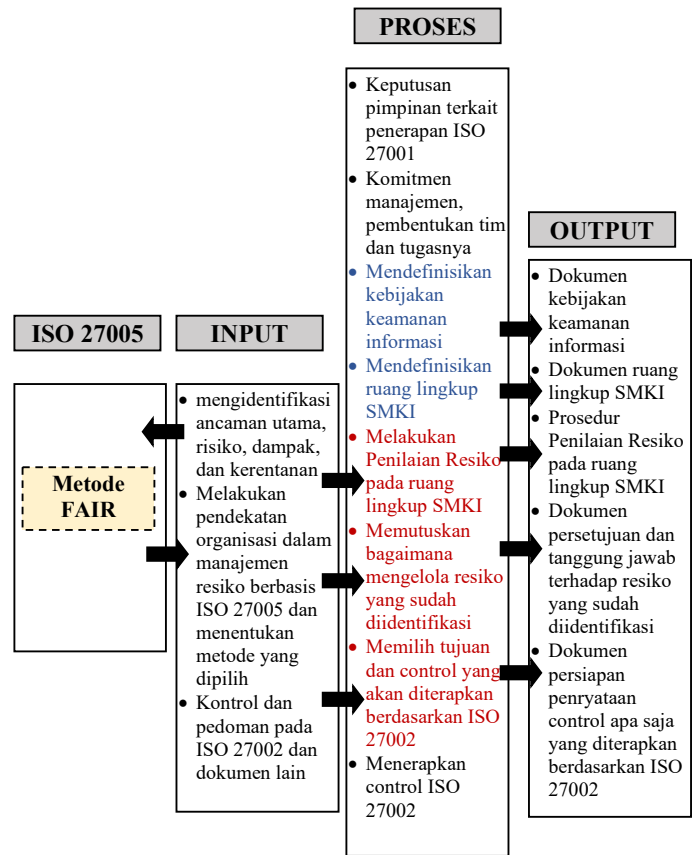 PROSES
• Keputusan
pimpinan terkait
penerapan ISO
27001
• Komitmen
manajemen,
pembentukan tim
dan tugasnya
• Mendefinisikan
kebijakan
keamanan
informasi
• Mendefinisikan
ruang lingkup
SMKI
• Melakukan
Penilaian Resiko
pada ruang
lingkup SMKI
• Memutuskan
bagaimana
mengelola resiko
yang sudah
diidentifikasi
• Memilih tujuan
dan control yang
akan diterapkan
berdasarkan ISO
27002
• Menerapkan
control ISO
27002
OUTPUT
• Dokumen
kebijakan
keamanan
informasi
• Dokumen ruang
lingkup SMKI
• Prosedur
Penilaian Resiko
pada ruang
lingkup SMKI
• Dokumen
persetujuan dan
tanggung jawab
terhadap resiko
yang sudah
diidentifikasi
• Dokumen
persiapan
penryataan
control apa saja
yang diterapkan
berdasarkan ISO
27002
ISO 27005
Metode
FAIR
INPUT
• mengidentifikasi
ancaman utama,
risiko, dampak,
dan kerentanan
• Melakukan
pendekatan
organisasi dalam
manajemen
resiko berbasis
ISO 27005 dan
menentukan
metode yang
dipilih
• Kontrol dan
pedoman pada
ISO 27002 dan
dokumen lain